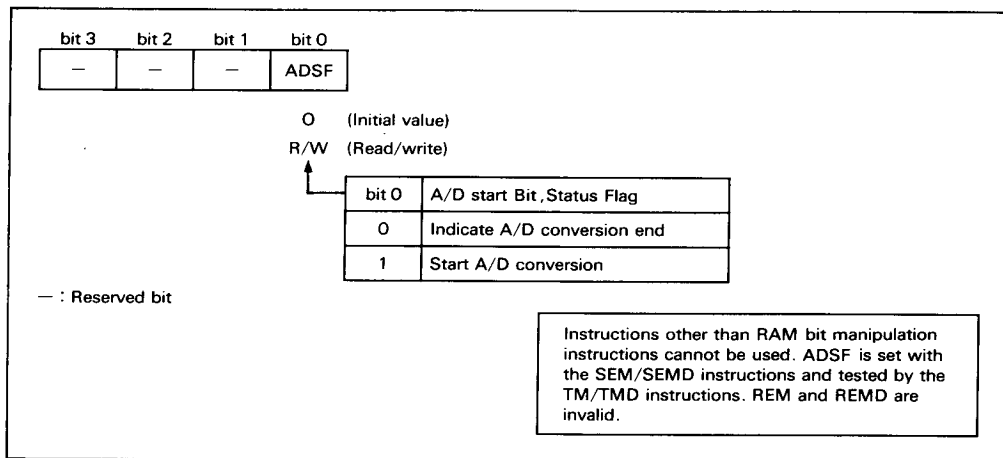 bit 3 bit 2 bit 1 bit 0
— — — ADSF
0 (Initial value)
R/W (Read/write)
bit 0 A/D start Bit, Status Flag
0 Indicate A/D conversion end
1 Start A/D conversion
— : Reserved bit
Instructions other than RAM bit manipulation
instructions cannot be used. ADSF is set with
the SEM/SEMD instructions and tested by the
TM/TMD instructions. REM and REMD are
invalid.